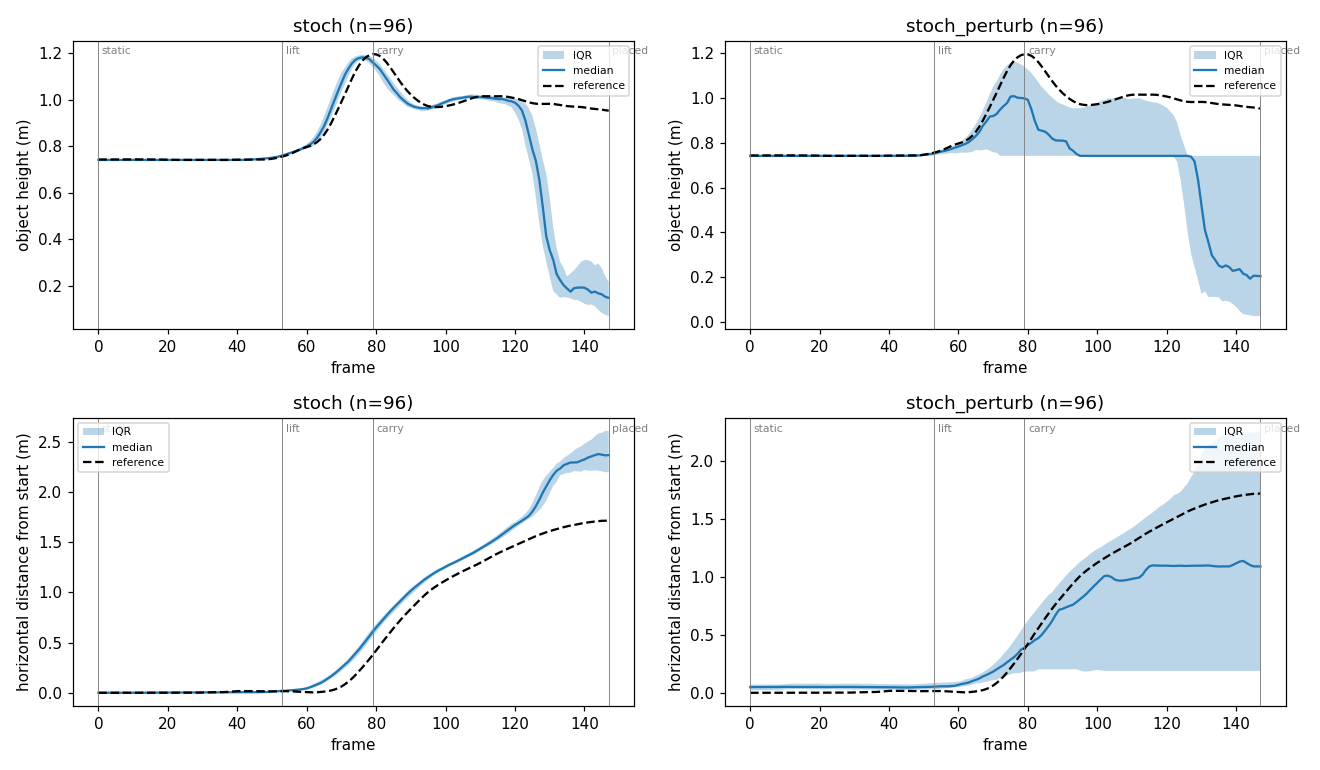 stoch (n=96)
static
lift
carry
placed
IQR
median
reference
object height (m)
1.2
1.0
0.8
0.6
0.4
0.2
0 20 40 60 80 100 120 140
frame
stoch_perturb (n=96)
static
lift
carry
placed
IQR
median
reference
object height (m)
1.2
1.0
0.8
0.6
0.4
0.2
0.0
0 20 40 60 80 100 120 140
frame
stoch (n=96)
lift
carry
placed
IQR
median
reference
horizontal distance from start (m)
2.5
2.0
1.5
1.0
0.5
0.0
0 20 40 60 80 100 120 140
frame
stoch_perturb (n=96)
static
lift
carry
placed
IQR
median
reference
horizontal distance from start (m)
2.0
1.5
1.0
0.5
0.0
0 20 40 60 80 100 120 140
frame